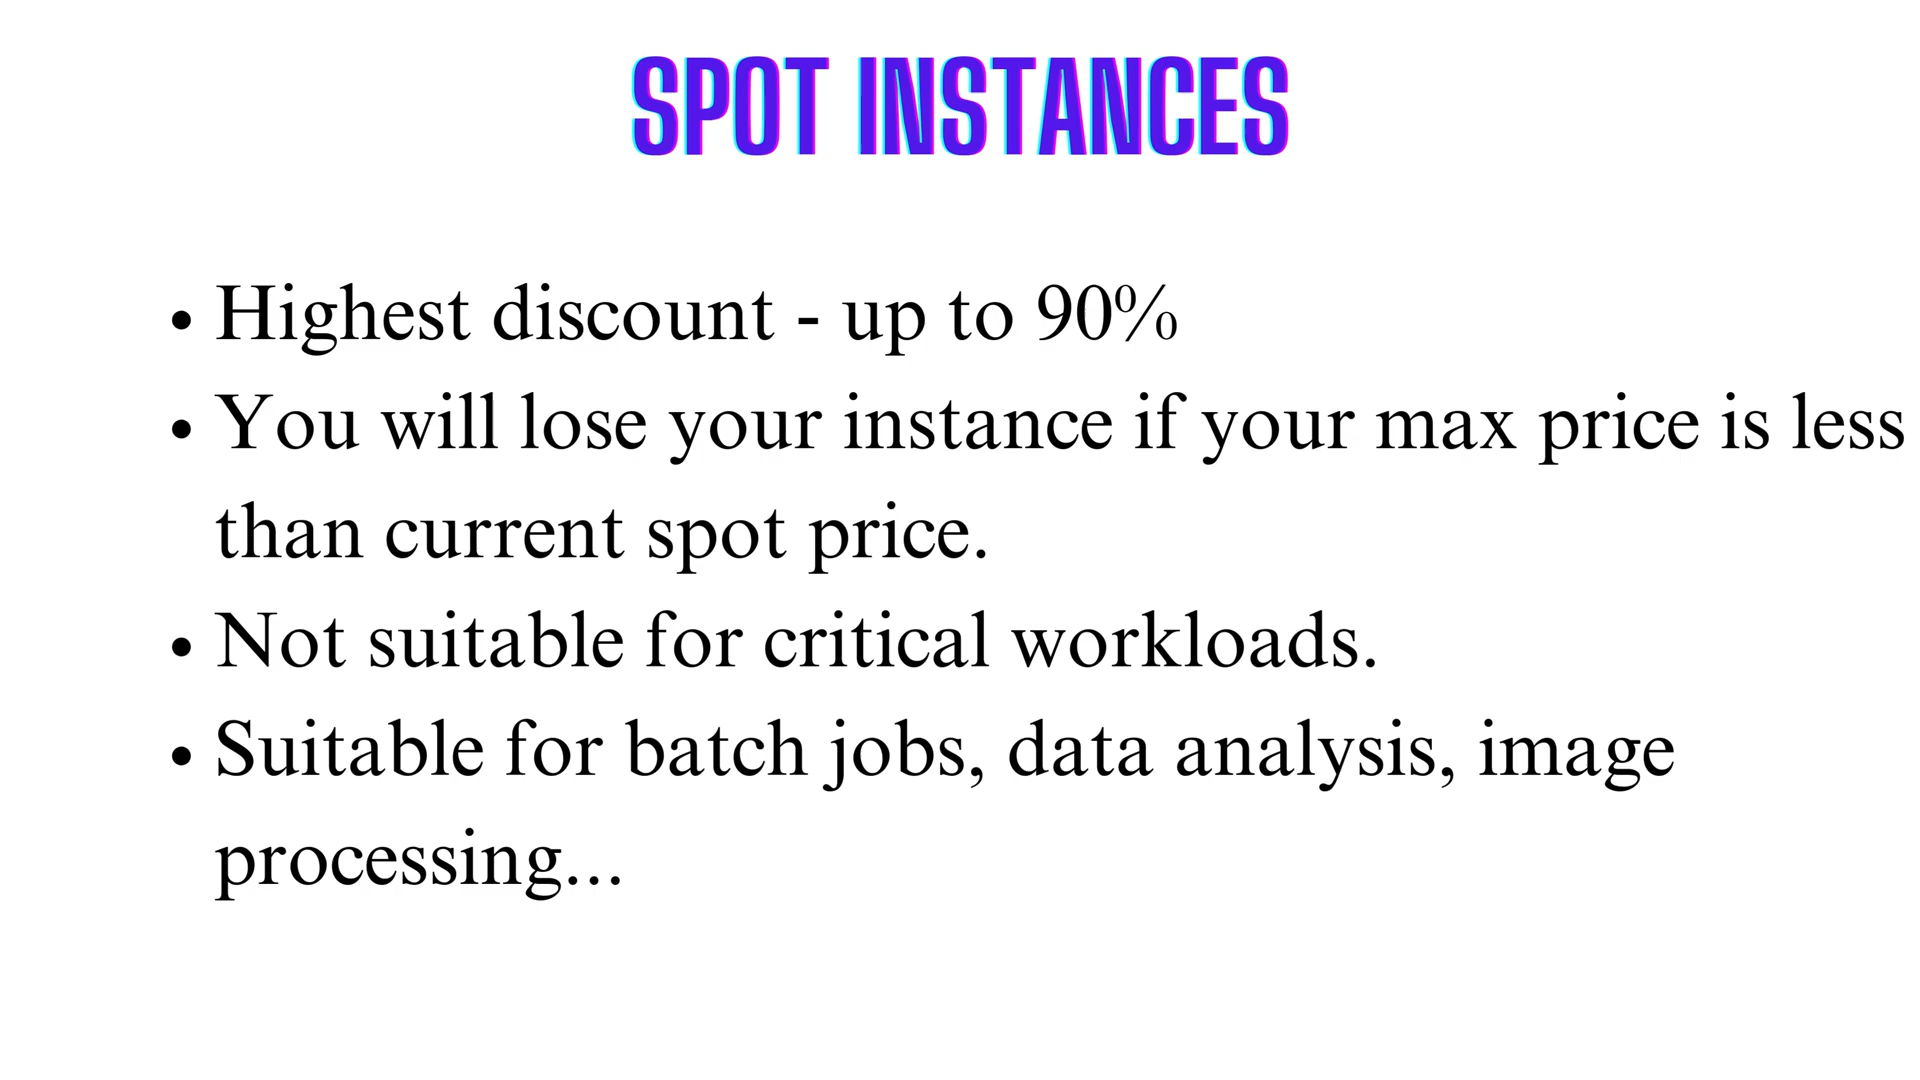 SPOT INSTANCES
• Highest discount - up to 90%
• You will lose your instance if your max price is less
than current spot price.
• Not suitable for critical workloads.
• Suitable for batch jobs, data analysis, image
processing...